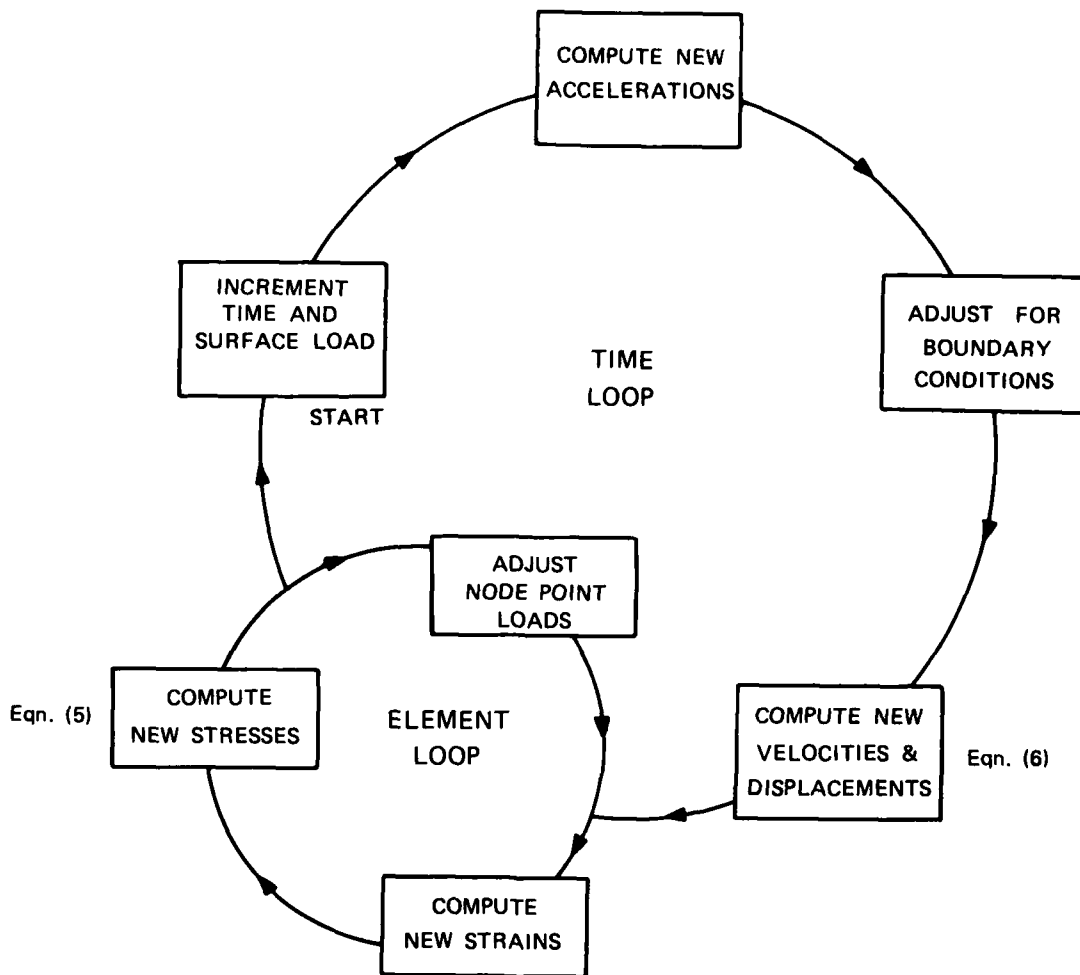 COMPUTE NEW
ACCELERATIONS
INCREMENT
TIME AND
SURFACE LOAD
START
TIME
LOOP
ADJUST FOR
BOUNDARY
CONDITIONS
ADJUST
NODE POINT
LOADS
Eqn. (5)
COMPUTE
NEW STRESSES
ELEMENT
LOOP
COMPUTE NEW
VELOCITIES &
DISPLACEMENTS
Eqn. (6)
COMPUTE
NEW STRAINS